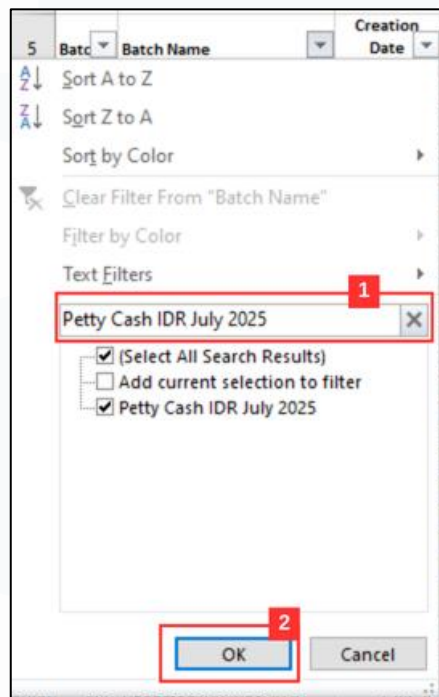 Creation
5 Batc Batch Name Date
Sort A to Z
Sort Z to A
Sort by Color
Clear Filter From "Batch Name"
Filter by Color
Text Filters
1
Petty Cash IDR July 2025
(Select All Search Results)
Add current selection to filter
Petty Cash IDR July 2025
2
OK Cancel